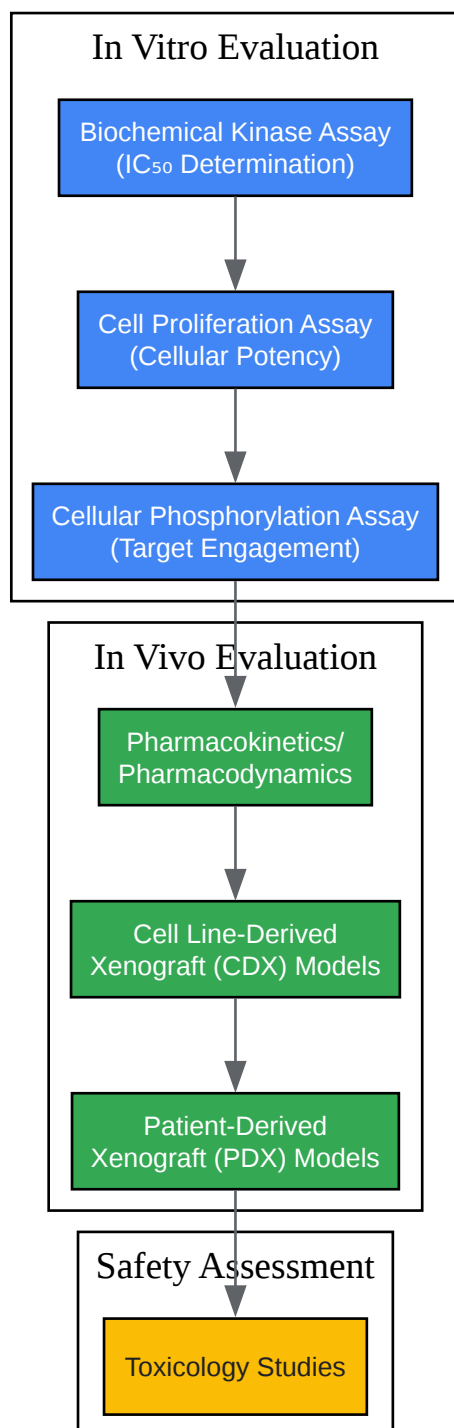 In Vitro Evaluation
Biochemical Kinase Assay
(IC₅₀ Determination)
Cell Proliferation Assay
(Cellular Potency)
Cellular Phosphorylation Assay
(Target Engagement)
In Vivo Evaluation
Pharmacokinetics/
Pharmacodynamics
Cell Line-Derived
Xenograft (CDX) Models
Patient-Derived
Xenograft (PDX) Models
Safety Assessment
Toxicology Studies